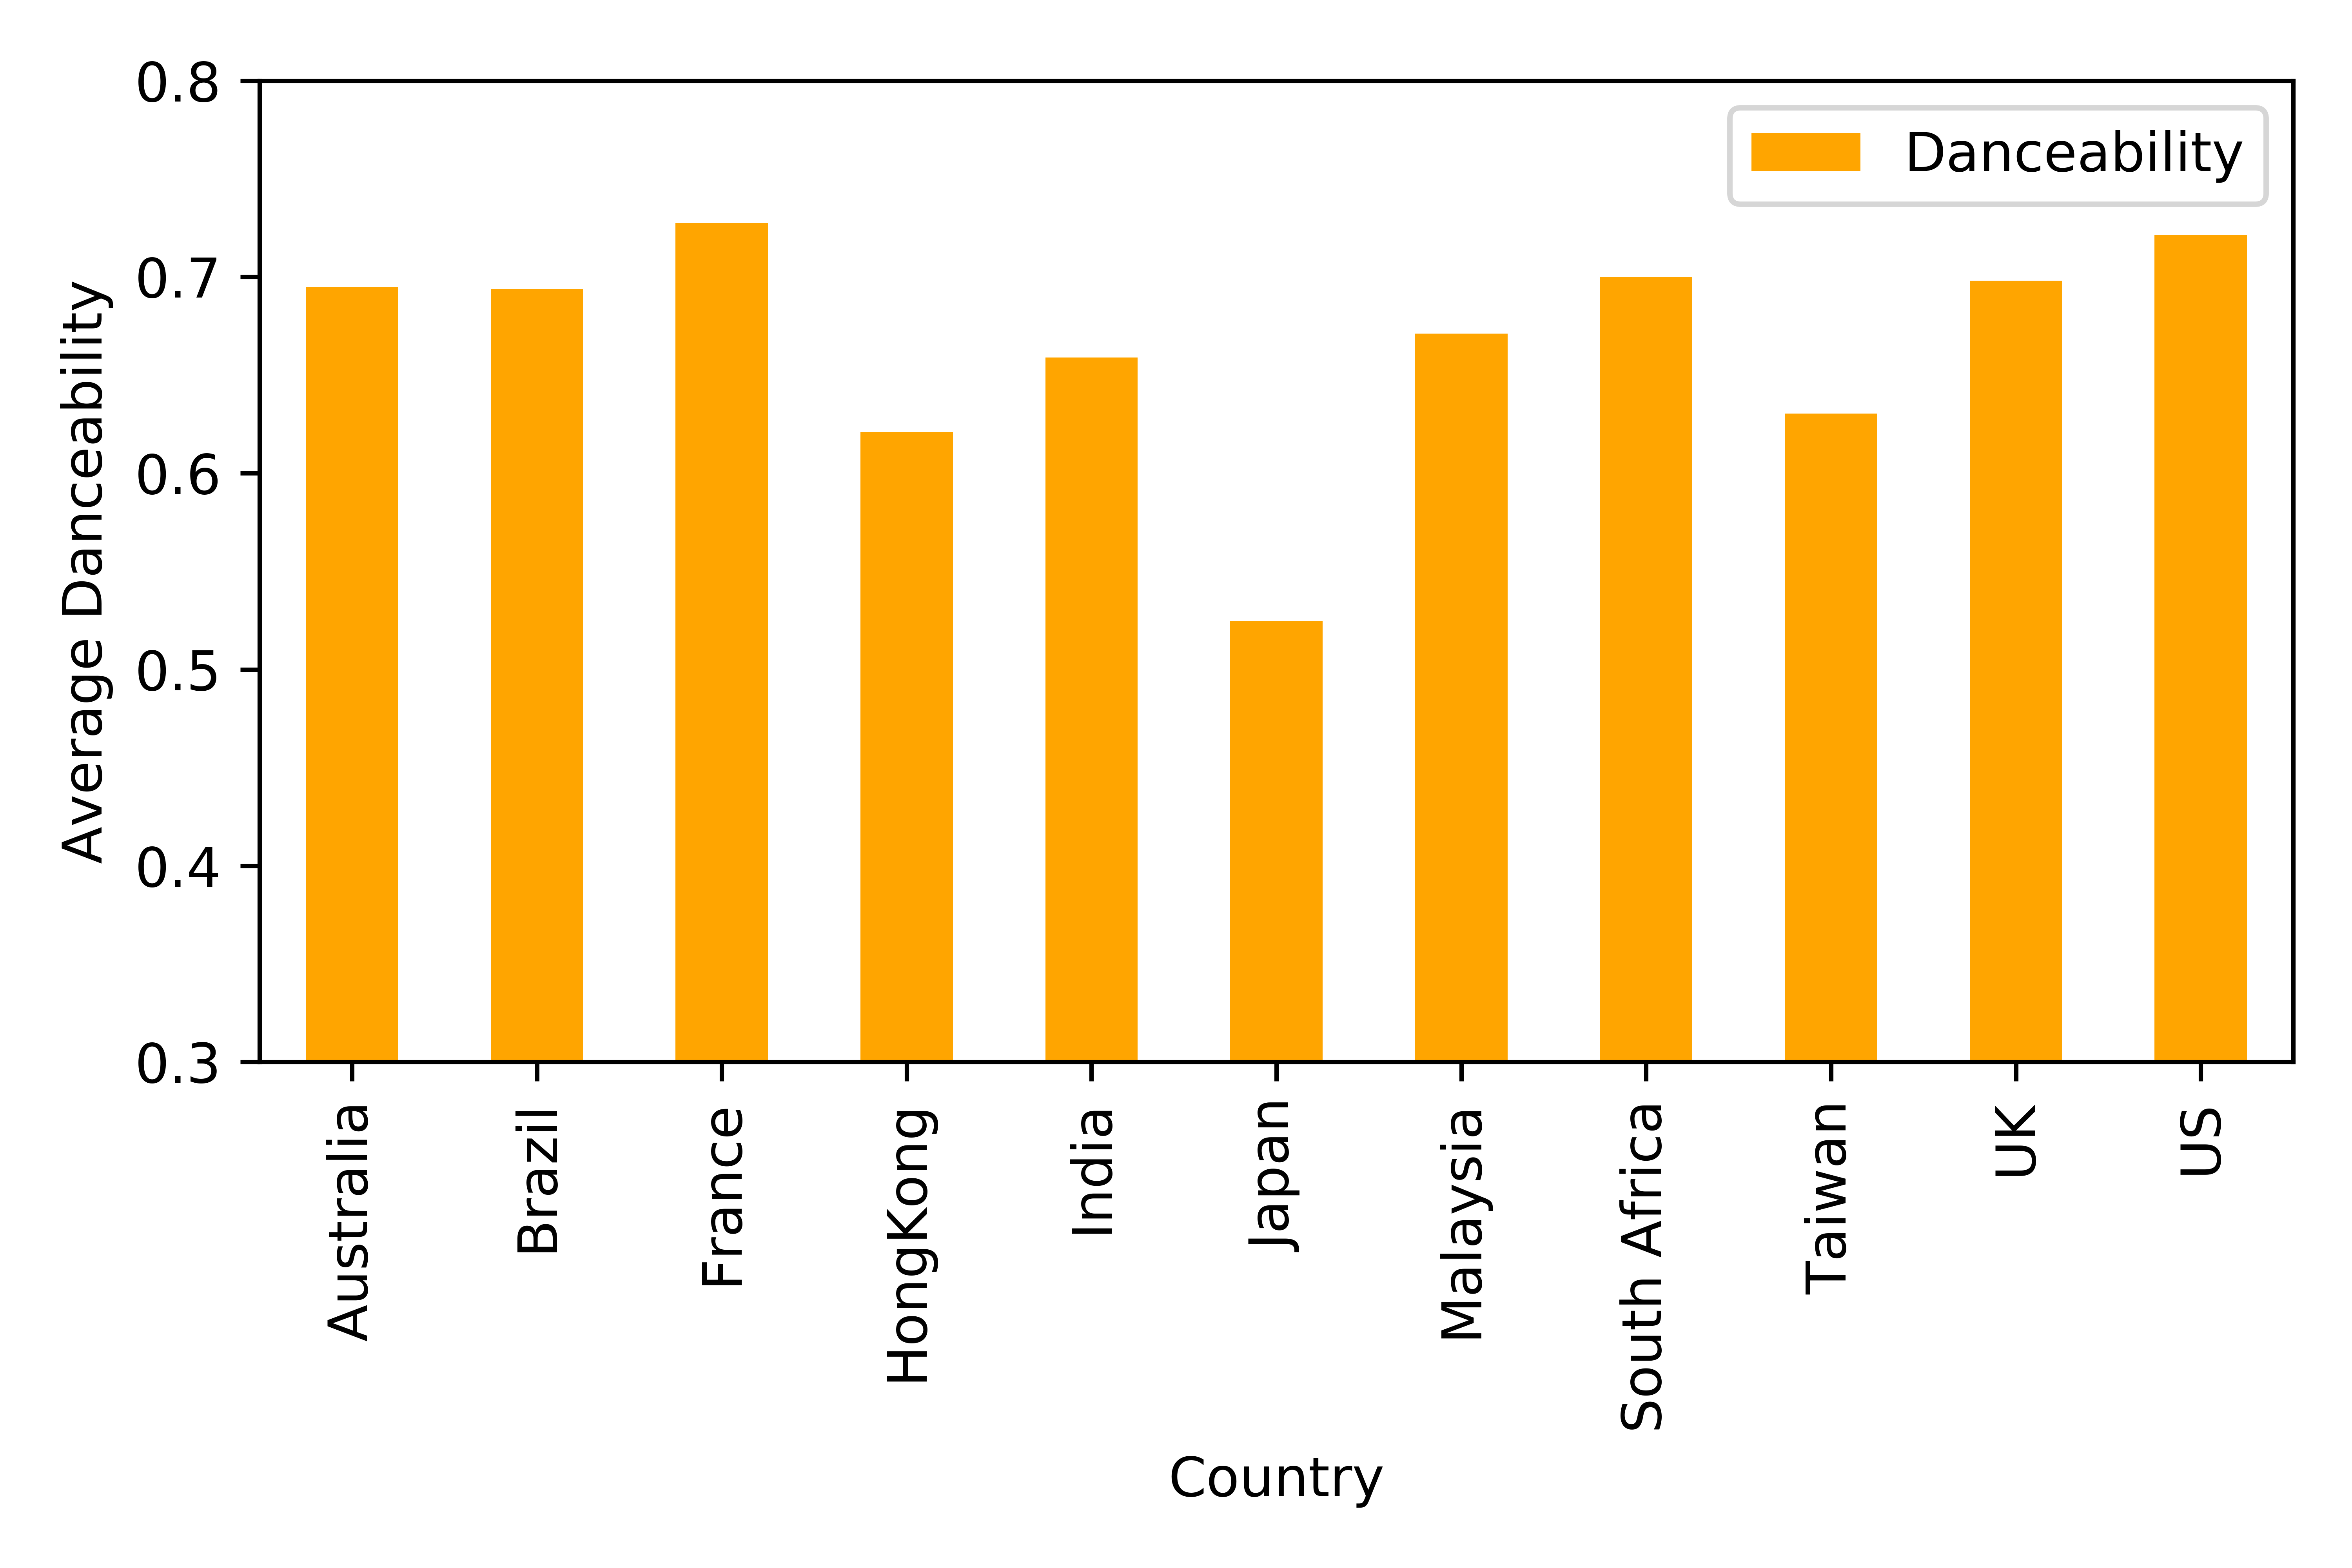 0.8
0.7
0.6
0.5
0.4
0.3
Average Danceability
Danceability
Australia
Brazil
France
HongKong
India
Japan
Malaysia
South Africa
Taiwan
UK
US
Country